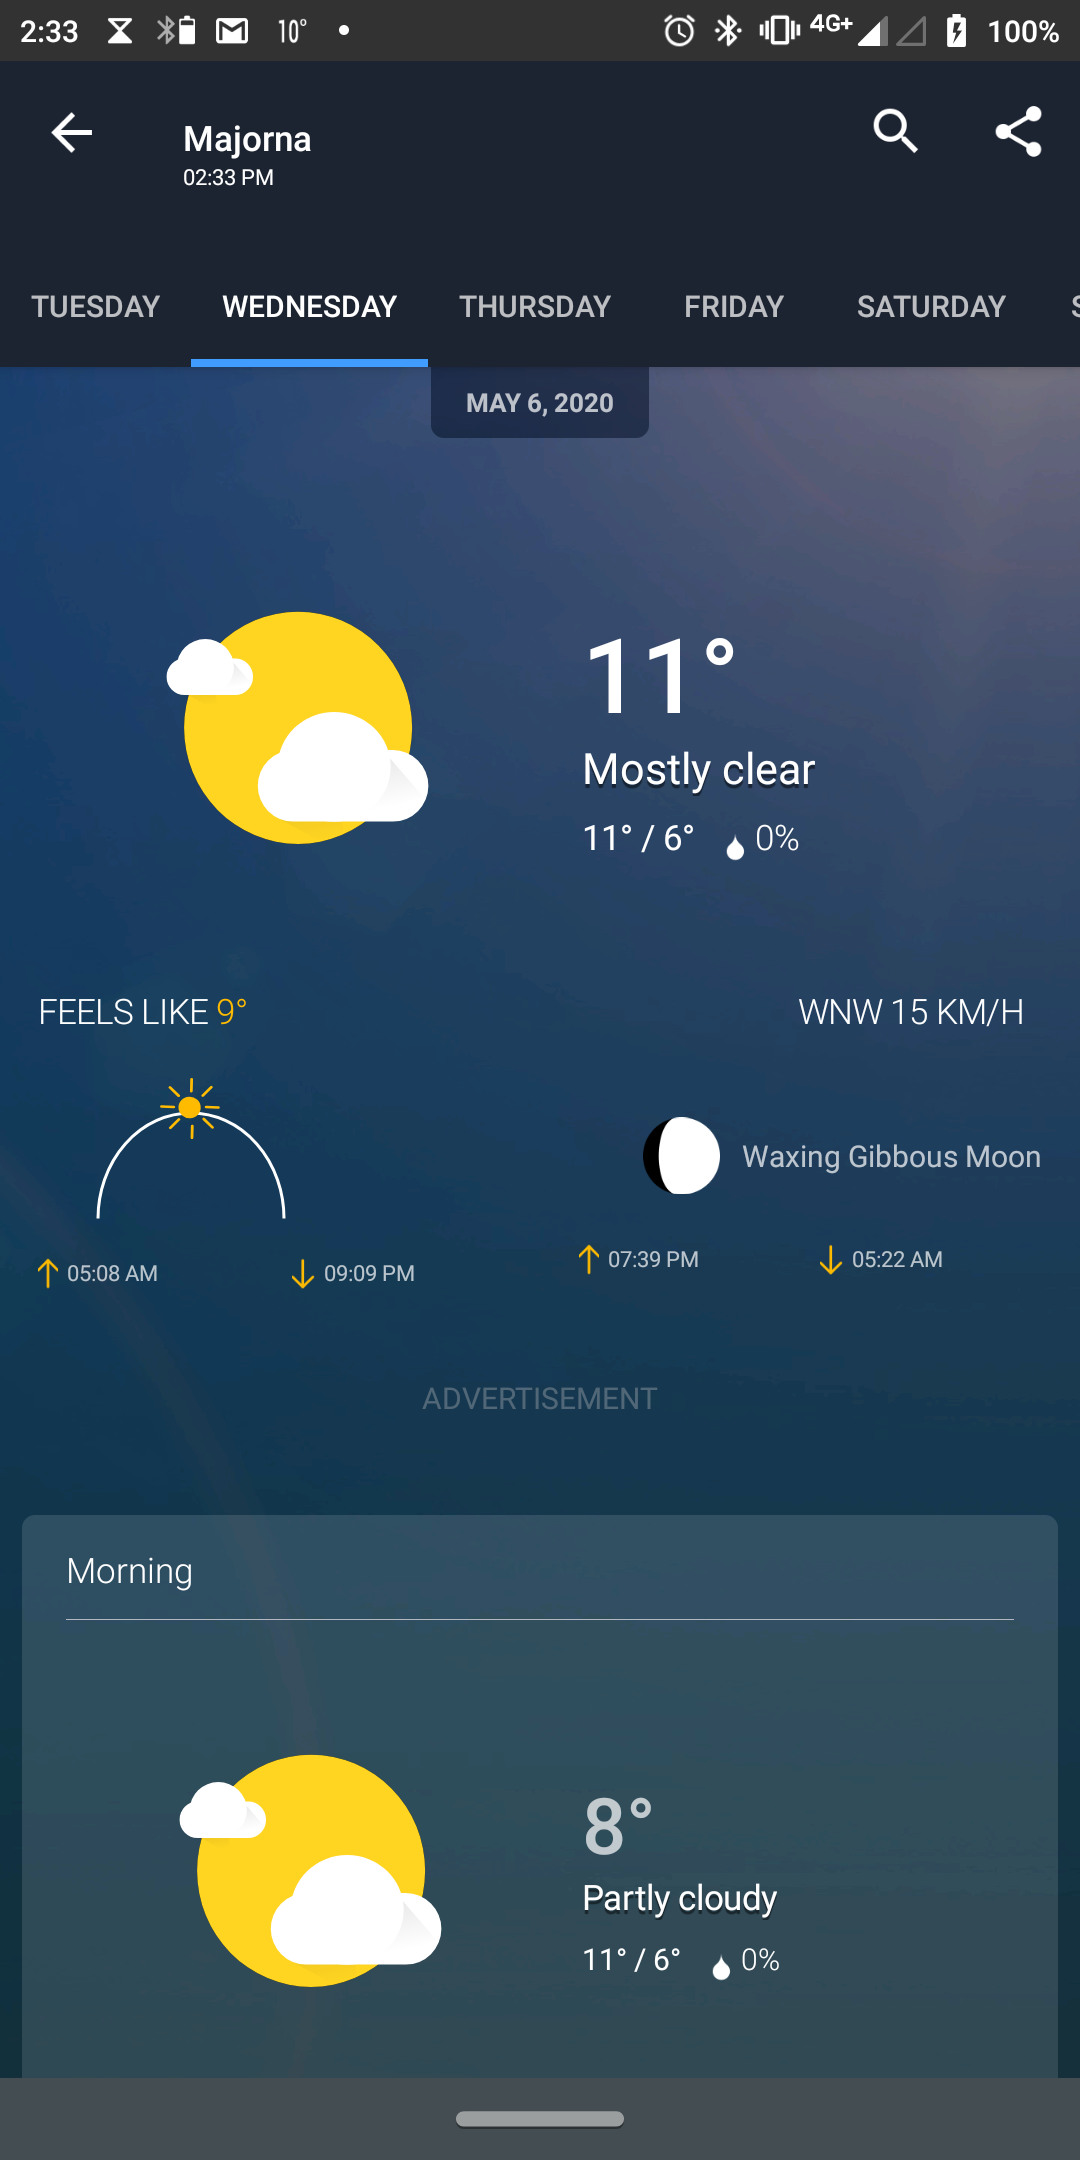 2:33 10° 4G+ 100%
Majorna
02:33 PM
TUESDAY WEDNESDAY THURSDAY FRIDAY SATURDAY S
MAY 6, 2020
11°
Mostly clear
11° / 6° 0%
FEELS LIKE 9° WNW 15 KM/H
Waxing Gibbous Moon
05:08 AM 09:09 PM 07:39 PM 05:22 AM
ADVERTISEMENT
Morning
8°
Partly cloudy
11° / 6° 0%